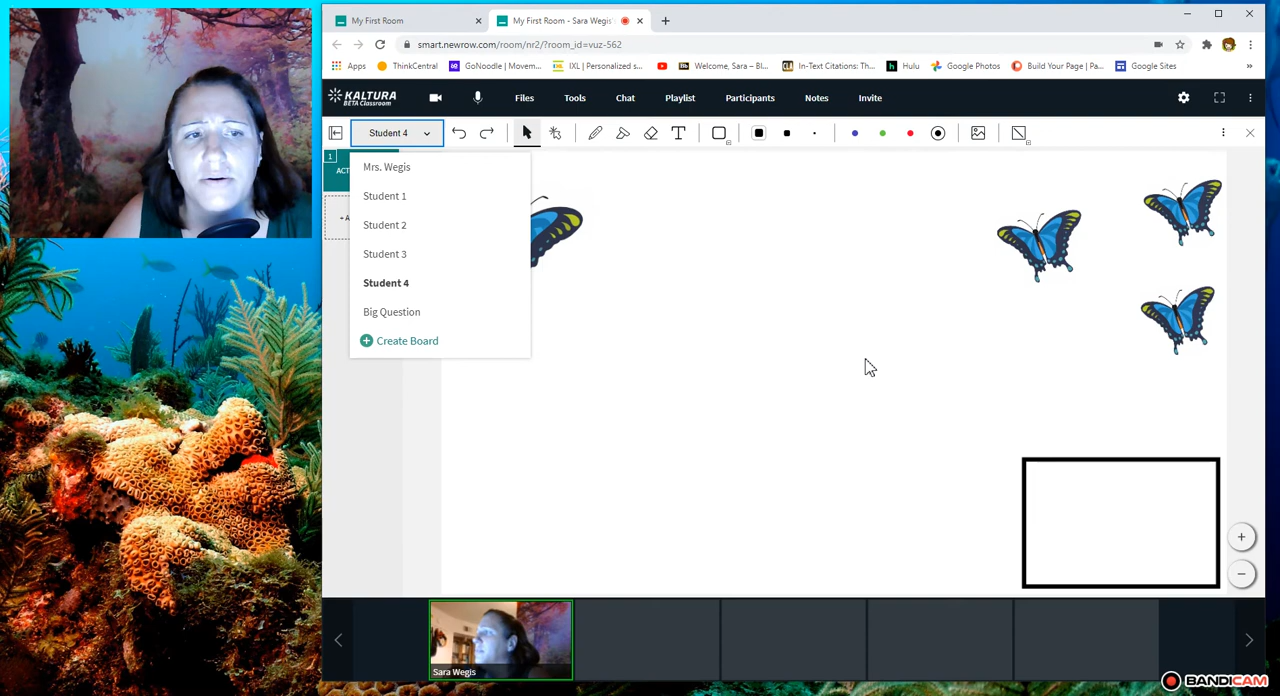 My First Room
My First Room - Sara Wegis'
smart.newrow.com/room/nr2/?room_id=vuz-562
Apps
ThinkCentral
GoNoodle | Movem...
IXL | Personalized s...
Welcome, Sara – Bl...
In-Text Citations: Th...
Hulu
Google Photos
Build Your Page | Pa...
Google Sites
KALTURA
BETA Classroom
Files
Tools
Chat
Playlist
Participants
Notes
Invite
Student 4
1
ACT
+ A
Mrs. Wegis
Student 1
Student 2
Student 3
Student 4
Big Question
Create Board
Sara Wegis
BANDICAM